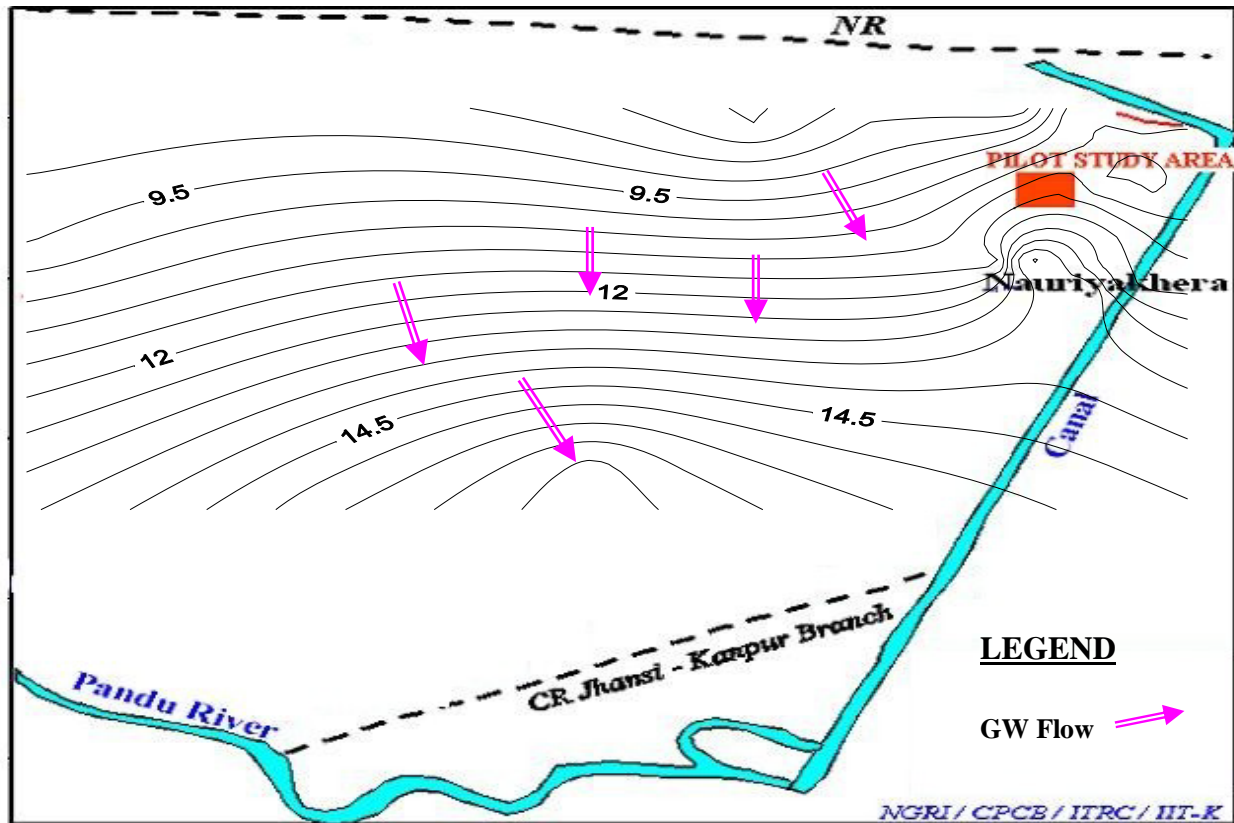 NR
PILOT STUDY AREA
9.5
9.5
Nauriyakhera
12
12
14.5
14.5
Canal
CR Jhansi - Kanpur Branch
Pandu River
LEGEND
GW Flow
NGRI / CPCB / ITRC / IIT-K